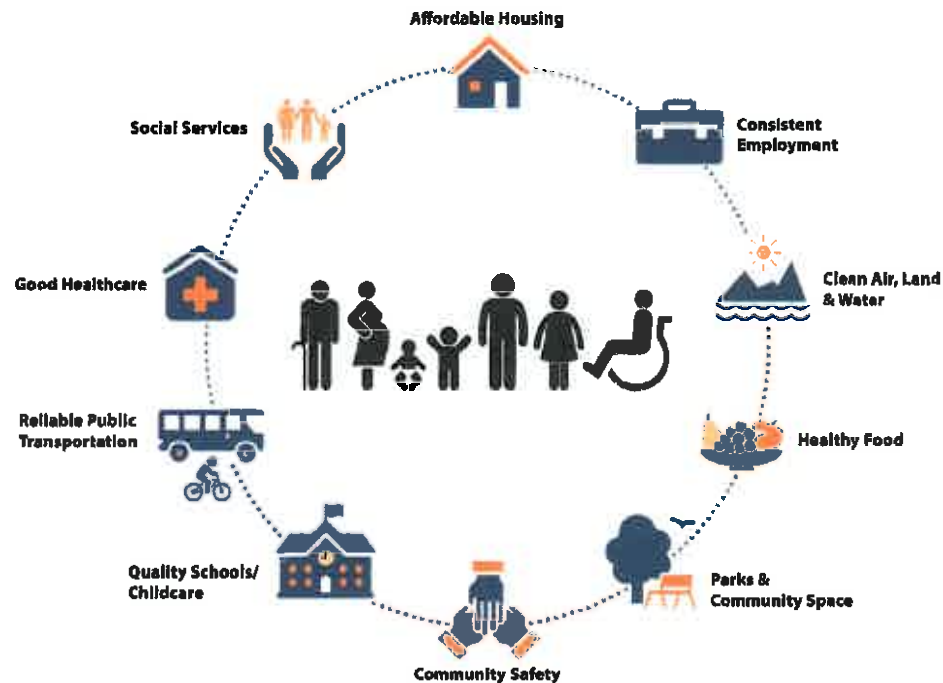 Affordable Housing
Social Services
Consistent
Employment
Good Healthcare
Clean Air, Land
& Water
Reliable Public
Transportation
Healthy Food
Quality Schools/
Childcare
Parks &
Community Space
Community Safety